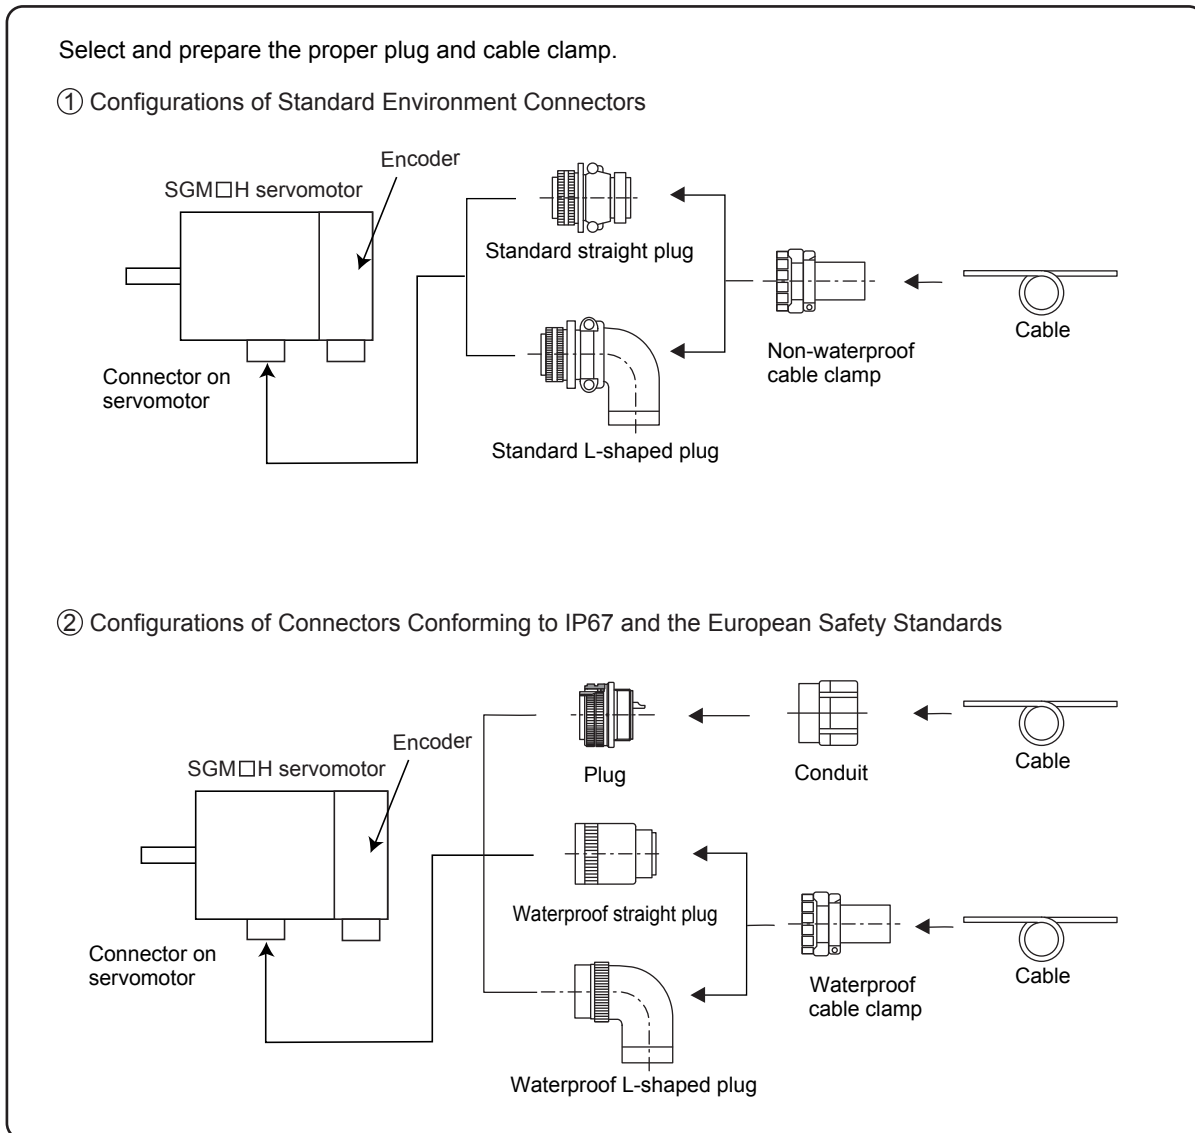 Select and prepare the proper plug and cable clamp.
① Configurations of Standard Environment Connectors
Encoder
SGM□H servomotor
Standard straight plug
Cable
Non-waterproof
cable clamp
Connector on
servomotor
Standard L-shaped plug
② Configurations of Connectors Conforming to IP67 and the European Safety Standards
Encoder
SGM□H servomotor
Plug
Conduit
Cable
Waterproof straight plug
Connector on
servomotor
Waterproof
cable clamp
Cable
Waterproof L-shaped plug